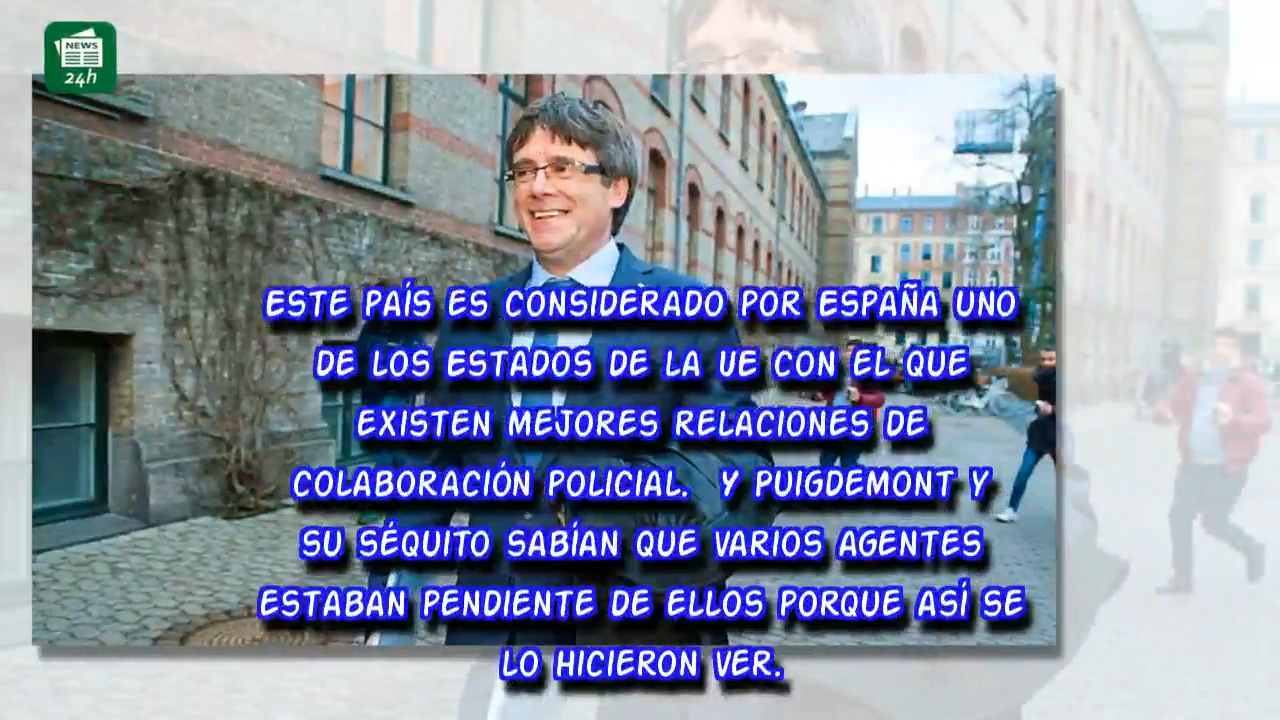 NEWS
24h
ESTE PAÍS ES CONSIDERADO POR ESPAÑA UNO
DE LOS ESTADOS DE LA UE CON EL QUE
EXISTEN MEJORES RELACIONES DE
COLABORACIÓN POLICIAL. Y PUIGDEMONT Y
SU SÉQUITO SABÍAN QUE VARIOS AGENTES
ESTABAN PENDIENTE DE ELLOS PORQUE ASÍ SE
LO HICIERON VER.